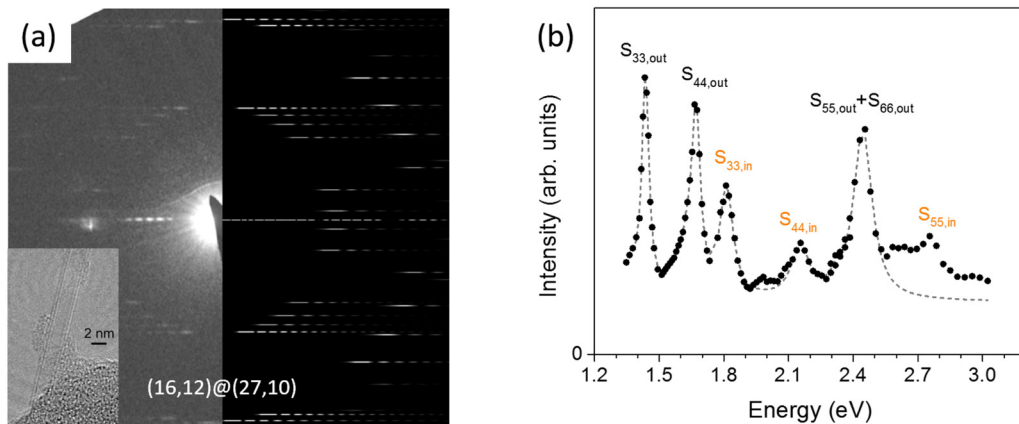 (a)
2 nm
(16,12)@(27,10)
(b)
S33,out
S44,out
S33,in
S44,in
S55,out+S66,out
S55,in
Intensity (arb. units)
0
1.2 1.5 1.8 2.1 2.4 2.7 3.0
Energy (eV)